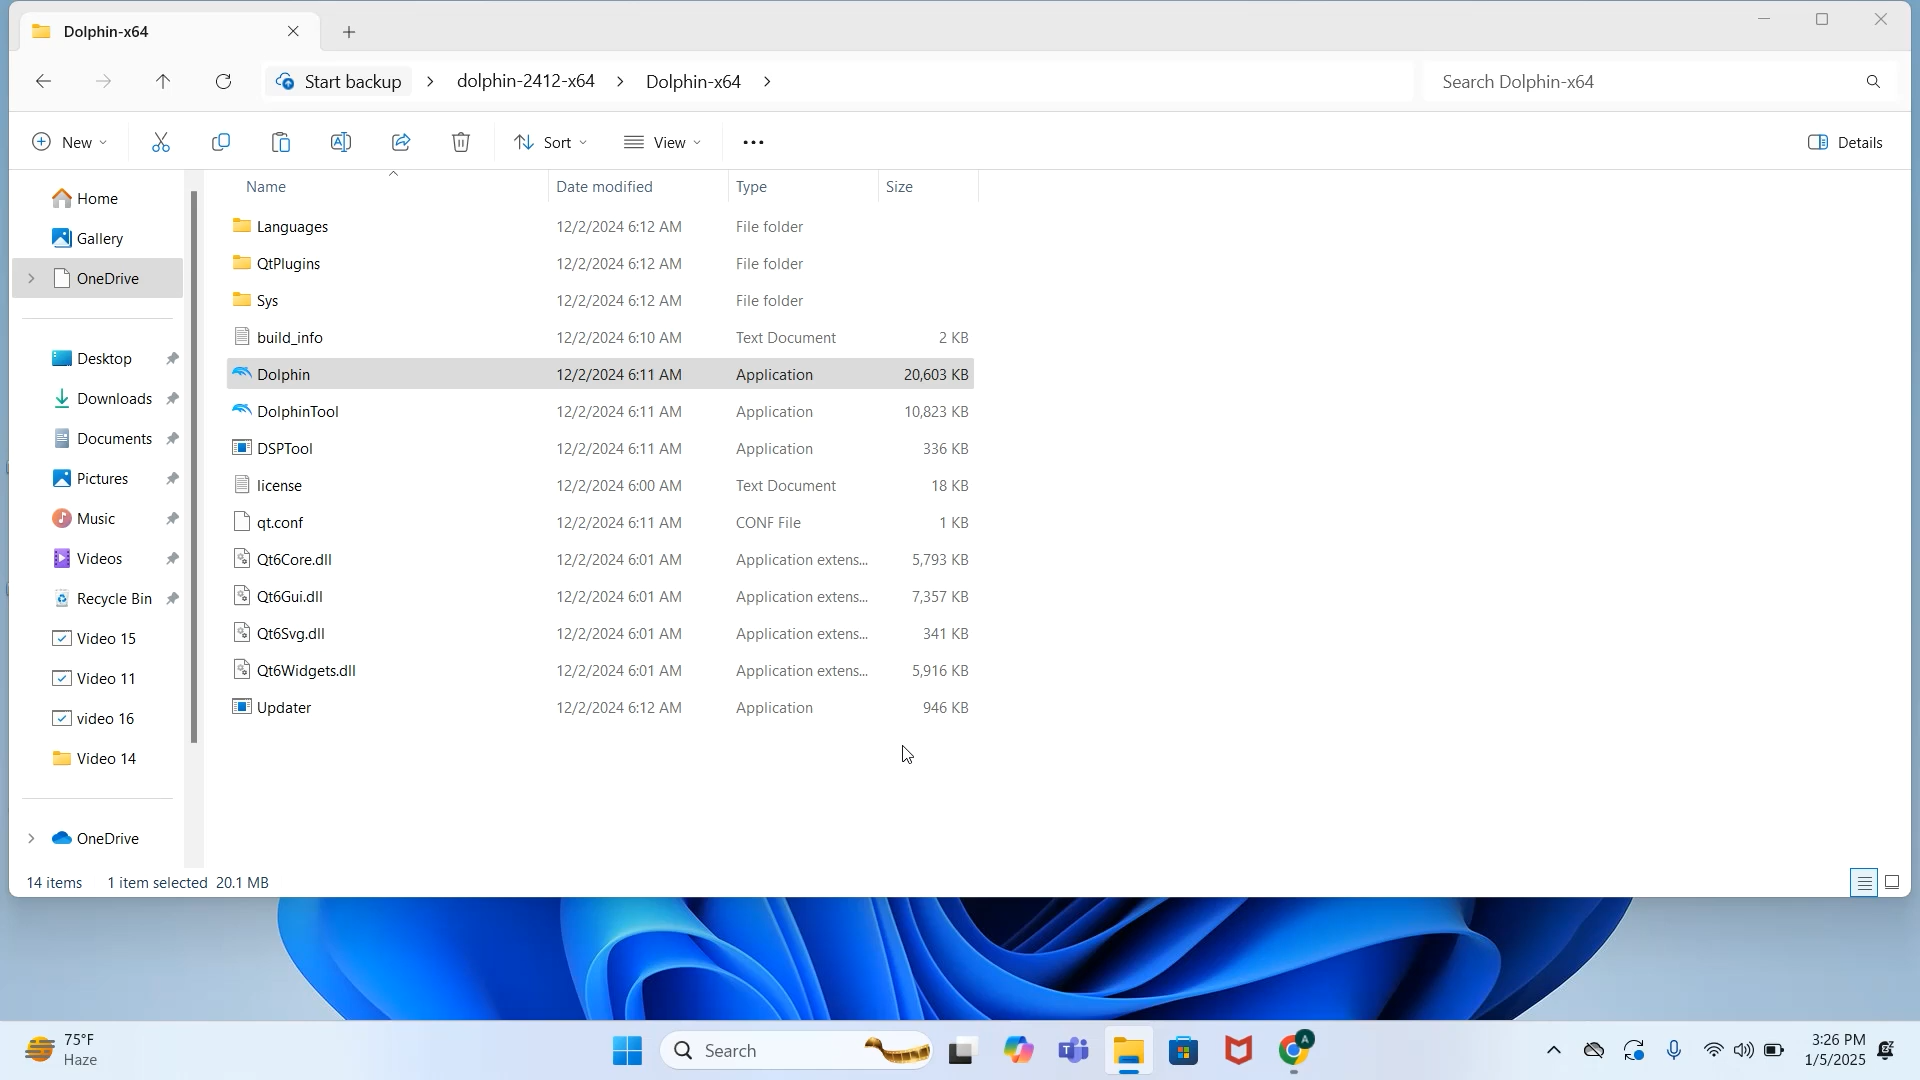 Dolphin-x64
Start backup dolphin-2412-x64 Dolphin-x64 Search Dolphin-x64
New Sort View Details
Name Date modified Type Size
Home
Gallery
OneDrive
Desktop
Downloads
Documents
Pictures
Music
Videos
Recycle Bin
Video 15
Video 11
video 16
Video 14
OneDrive
Languages 12/2/2024 6:12 AM File folder
QtPlugins 12/2/2024 6:12 AM File folder
Sys 12/2/2024 6:12 AM File folder
build_info 12/2/2024 6:10 AM Text Document 2 KB
Dolphin 12/2/2024 6:11 AM Application 20,603 KB
DolphinTool 12/2/2024 6:11 AM Application 10,823 KB
DSPTool 12/2/2024 6:11 AM Application 336 KB
license 12/2/2024 6:00 AM Text Document 18 KB
qt.conf 12/2/2024 6:11 AM CONF File 1 KB
Qt6Core.dll 12/2/2024 6:01 AM Application extens... 5,793 KB
Qt6Gui.dll 12/2/2024 6:01 AM Application extens... 7,357 KB
Qt6Svg.dll 12/2/2024 6:01 AM Application extens... 341 KB
Qt6Widgets.dll 12/2/2024 6:01 AM Application extens... 5,916 KB
Updater 12/2/2024 6:12 AM Application 946 KB
14 items 1 item selected 20.1 MB
75°F
Haze
Search
A
3:26 PM
1/5/2025